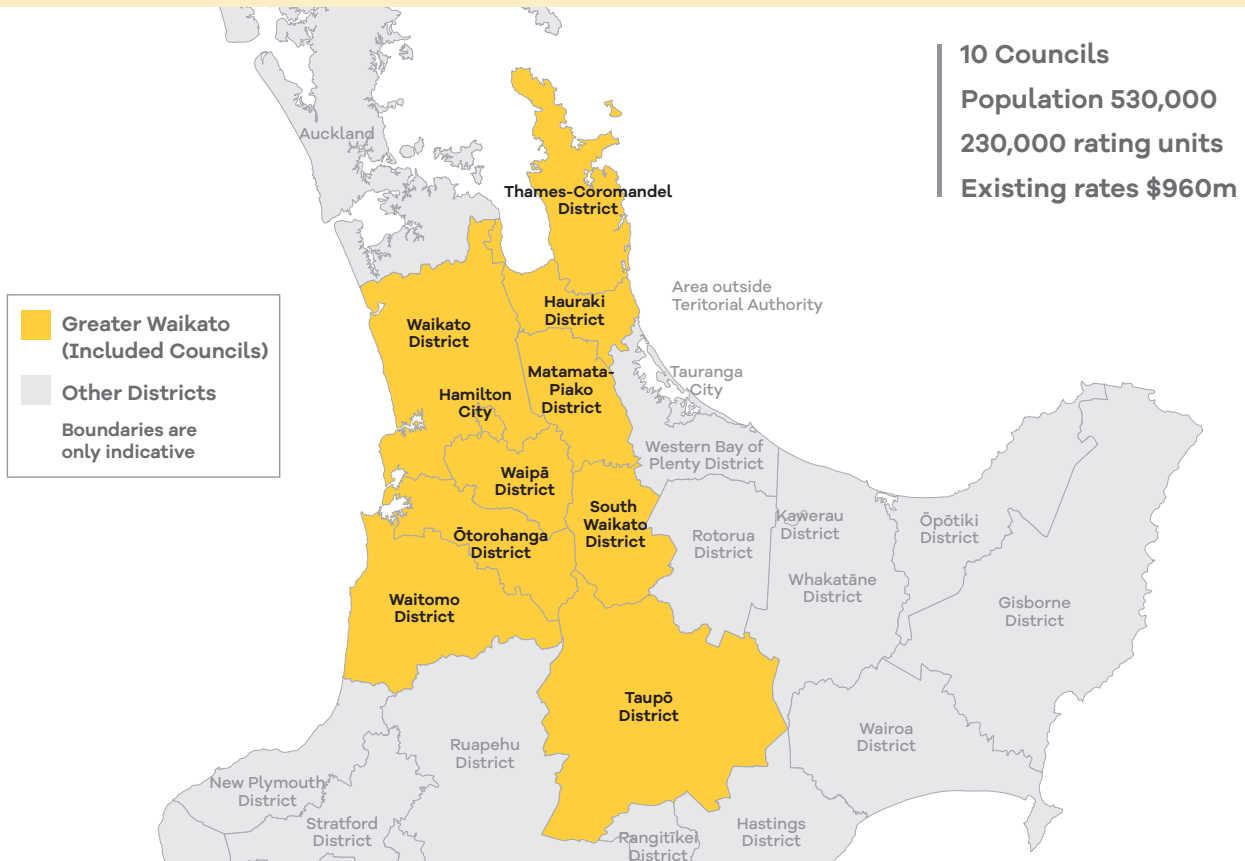 10 Councils
Population 530,000
230,000 rating units
Existing rates $960m
Auckland
Thames-Coromandel
District
Area outside
Teritorial Authority
Hauraki
District
Greater Waikato
(Included Councils)
Other Districts
Boundaries are
only indicative
Waikato
District
Matamata-
Piako
District
Tauranga
City
Hamilton
City
Western Bay of
Plenty District
Waipā
District
South
Waikato
District
Ōtorohanga
District
Rotorua
District
Kawerau
District
Ōpōtiki
District
Whakatāne
District
Gisborne
District
Waitomo
District
Taupō
District
Wairoa
District
Ruapehu
District
New Plymouth
District
Stratford
District
Rangitīkei
District
Hastings
District